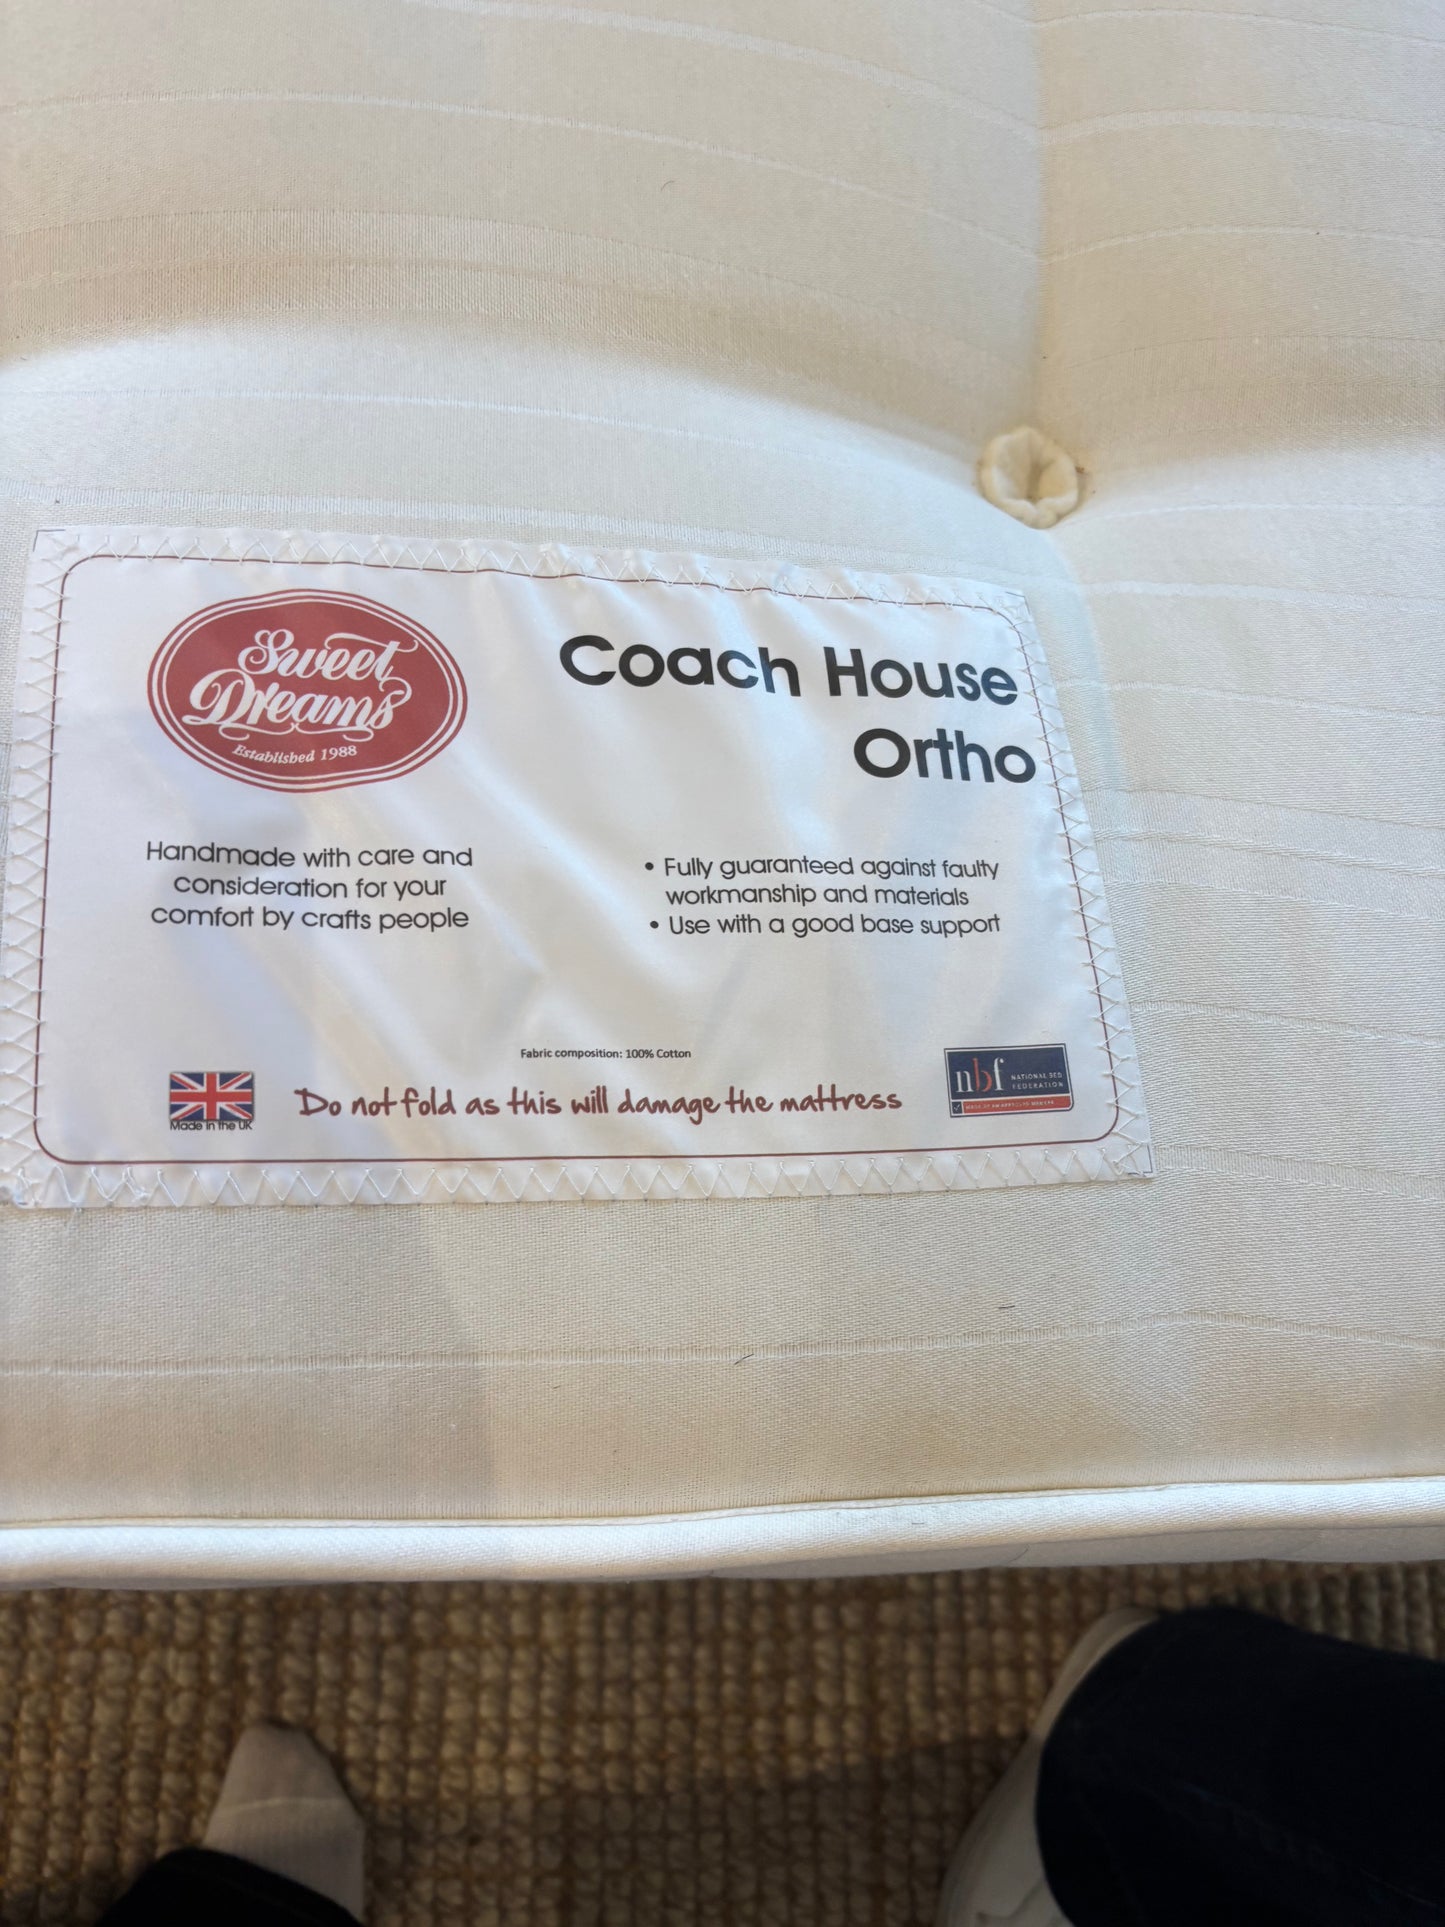 Sweet
Dreams
Established 1988
Coach House
Ortho
Handmade with care and
consideration for your
comfort by crafts people
• Fully guaranteed against faulty
workmanship and materials
• Use with a good base support
Fabric composition: 100% Cotton
Made in the UK
Do not fold as this will damage the mattress
nbf
NATIONAL BED
FEDERATION